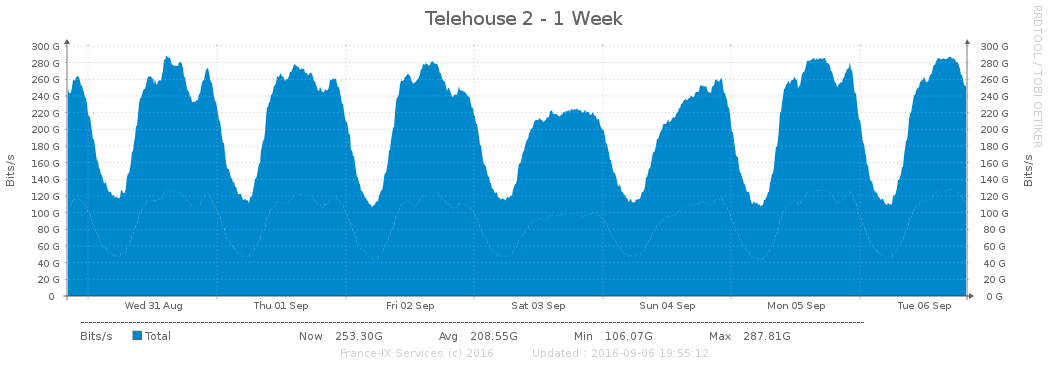 Telehouse 2 - 1 Week
RRDTOOL / TOBI OETIKER
Bits/s
300 G
280 G
260 G
240 G
220 G
200 G
180 G
160 G
140 G
120 G
100 G
80 G
60 G
40 G
20 G
0
300 G
280 G
260 G
240 G
220 G
200 G
180 G
160 G
140 G
120 G
100 G
80 G
60 G
40 G
20 G
0 G
Bits/s
Wed 31 Aug Thu 01 Sep Fri 02 Sep Sat 03 Sep Sun 04 Sep Mon 05 Sep Tue 06 Sep
Bits/s Total Now 253.30G Avg 208.55G Min 106.07G Max 287.81G
France-IX Services (c) 2016 Updated : 2016-09-06 19:55:12